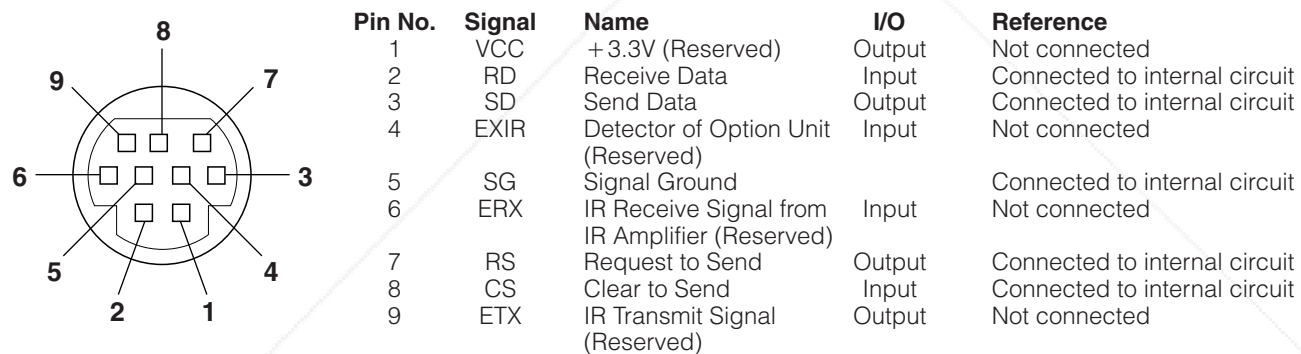 8
9
7
6
3
5
4
2
1
Pin No. Signal Name I/O Reference
1 VCC +3.3V (Reserved) Output Not connected
2 RD Receive Data Input Connected to internal circuit
3 SD Send Data Output Connected to internal circuit
4 EXIR Detector of Option Unit Input Not connected
(Reserved)
5 SG Signal Ground Connected to internal circuit
6 ERX IR Receive Signal from Input Not connected
IR Amplifier (Reserved)
7 RS Request to Send Output Connected to internal circuit
8 CS Clear to Send Input Connected to internal circuit
9 ETX IR Transmit Signal Output Not connected
(Reserved)